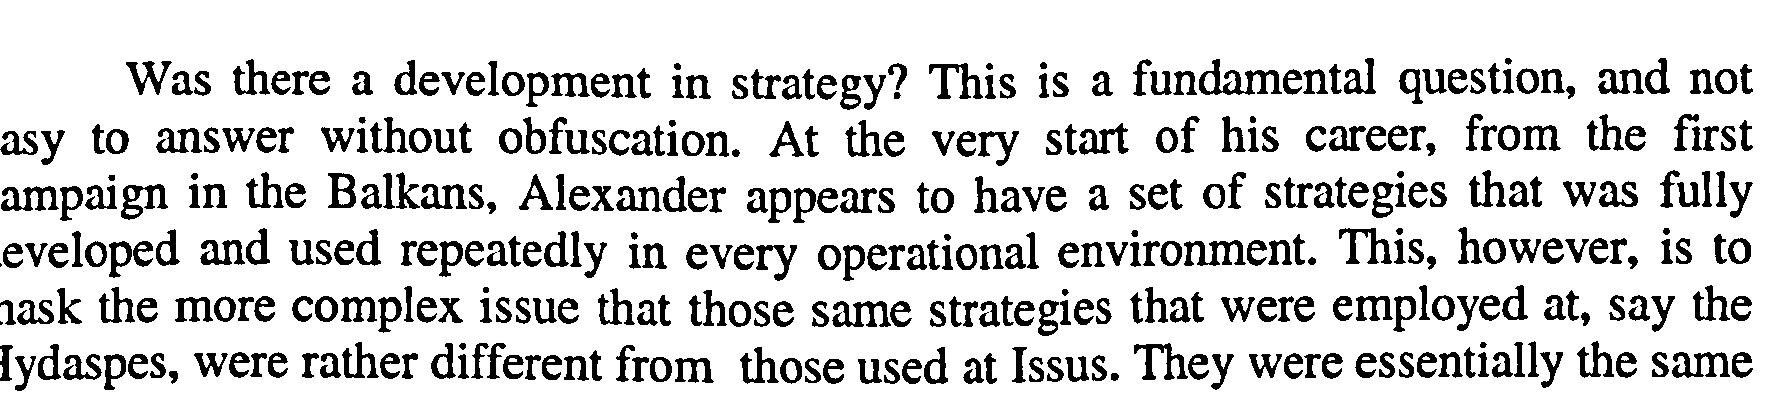 Was there a development in strategy? This is a fundamental question, and not
asy to answer without obfuscation. At the very start of his career, from the first
ampaign in the Balkans, Alexander appears to have a set of strategies that was fully
eveloped and used repeatedly in every operational environment. This, however, is to
ask the more complex issue that those same strategies that were employed at, say the
ydaspes, were rather different from those used at Issus. They were essentially the same